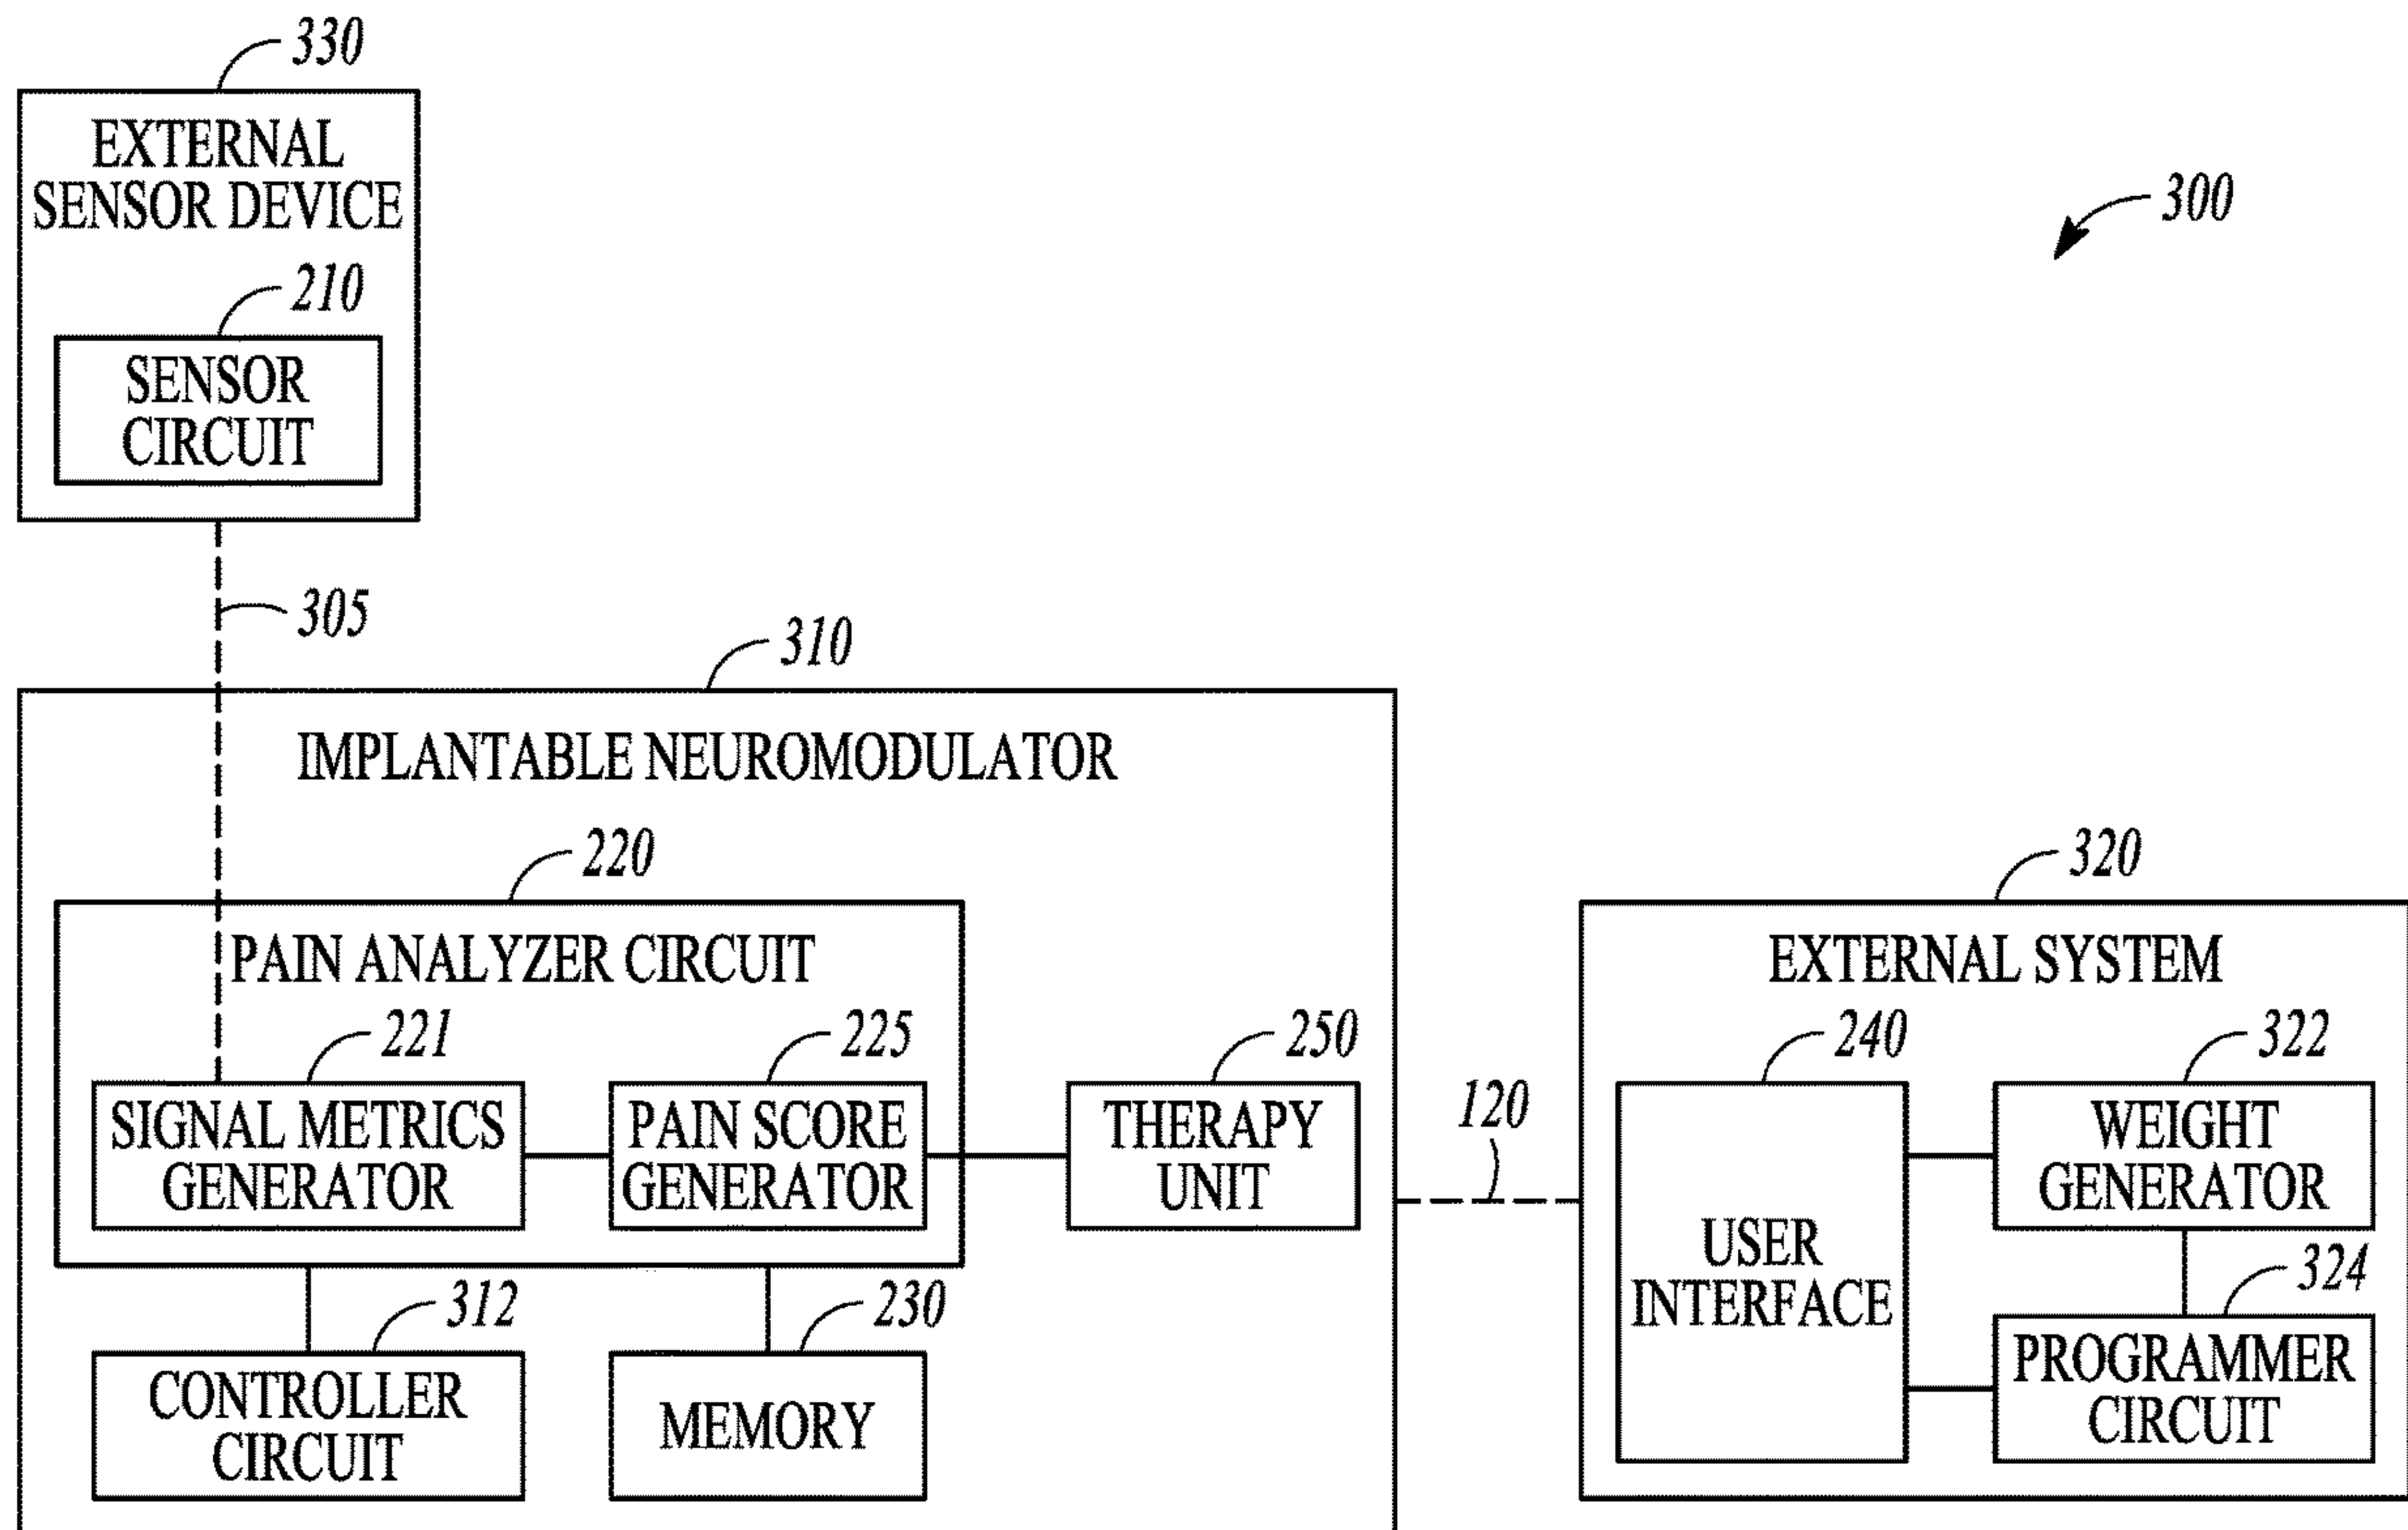 330
EXTERNAL
SENSOR DEVICE
210
SENSOR
CIRCUIT
300
305
310
IMPLANTABLE NEUROMODULATOR
220
PAIN ANALYZER CIRCUIT
221
SIGNAL METRICS
GENERATOR
225
PAIN SCORE
GENERATOR
250
THERAPY
UNIT
312
CONTROLLER
CIRCUIT
230
MEMORY
120
320
EXTERNAL SYSTEM
240
USER
INTERFACE
322
WEIGHT
GENERATOR
324
PROGRAMMER
CIRCUIT